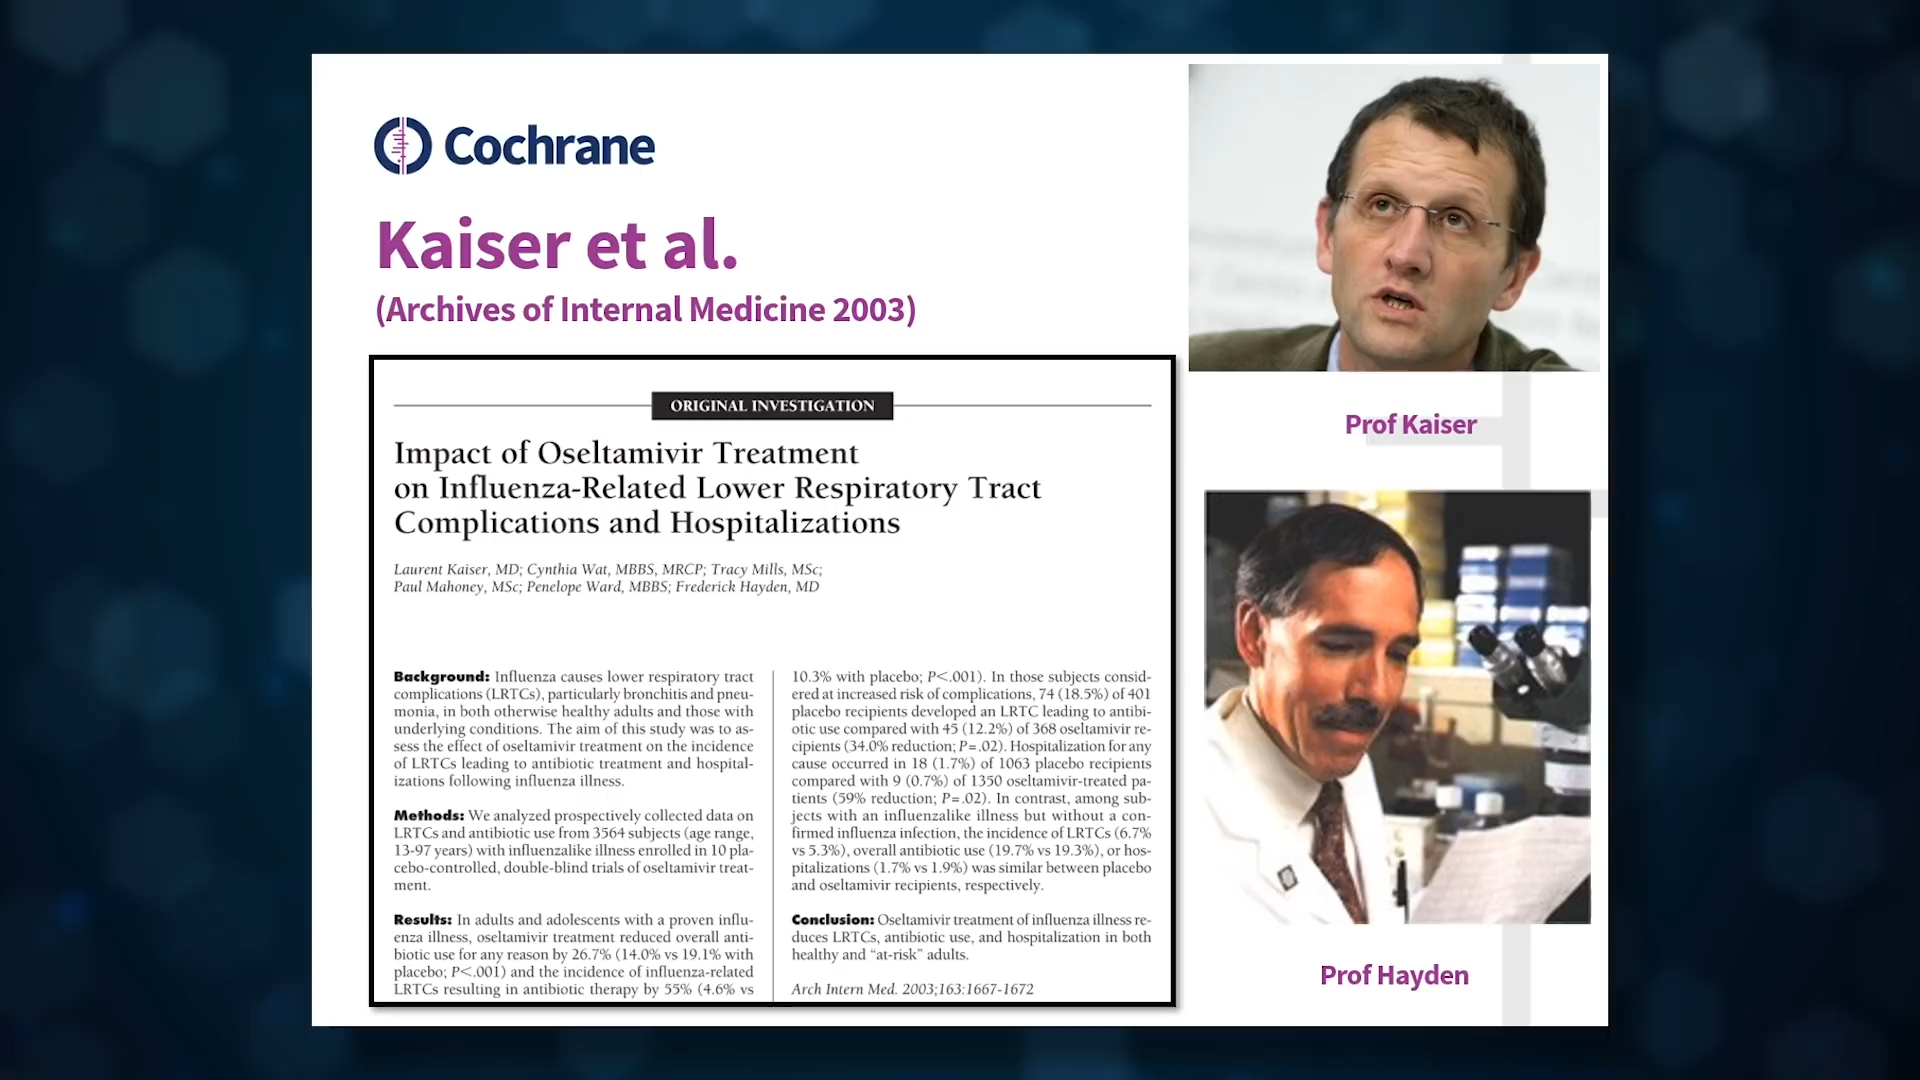 Cochrane
Kaiser et al.
(Archives of Internal Medicine 2003)
ORIGINAL INVESTIGATION
Impact of Oseltamivir Treatment
on Influenza-Related Lower Respiratory Tract
Complications and Hospitalizations
Laurent Kaiser, MD; Cynthia Wat, MBBS, MRCP; Tracy Mills, MSc;
Paul Mahoney, MSc; Penelope Ward, MBBS; Frederick Hayden, MD
Background: Influenza causes lower respiratory tract
complications (LRTCs), particularly bronchitis and pneu-
monia, in both otherwise healthy adults and those with
underlying conditions. The aim of this study was to as-
sess the effect of oseltamivir treatment on the incidence
of LRTCs leading to antibiotic treatment and hospital-
izations following influenza illness.
Methods: We analyzed prospectively collected data on
LRTCs and antibiotic use from 3564 subjects (age range,
13-97 years) with influenzalike illness enrolled in 10 pla-
cebo-controlled, double-blind trials of oseltamivir treat-
ment.
Results: In adults and adolescents with a proven influ-
enza illness, oseltamivir treatment reduced overall anti-
biotic use for any reason by 26.7% (14.0% vs 19.1% with
placebo; P<.001) and the incidence of influenza-related
LRTCs resulting in antibiotic therapy by 55% (4.6% vs
10.3% with placebo; P<.001). In those subjects consid-
ered at increased risk of complications, 74 (18.5%) of 401
placebo recipients developed an LRTC leading to antibi-
otic use compared with 45 (12.2%) of 368 oseltamivir re-
cipients (34.0% reduction; P=.02). Hospitalization for any
cause occurred in 18 (1.7%) of 1063 placebo recipients
compared with 9 (0.7%) of 1350 oseltamivir-treated pa-
tients (59% reduction; P=.02). In contrast, among sub-
jects with an influenzalike illness but without a con-
firmed influenza infection, the incidence of LRTCs (6.7%
vs 5.3%), overall antibiotic use (19.7% vs 19.3%), or hos-
pitalizations (1.7% vs 1.9%) was similar between placebo
and oseltamivir recipients, respectively.
Conclusion: Oseltamivir treatment of influenza illness re-
duces LRTCs, antibiotic use, and hospitalization in both
healthy and “at-risk” adults.
Arch Intern Med. 2003;163:1667-1672
Prof Kaiser
Prof Hayden